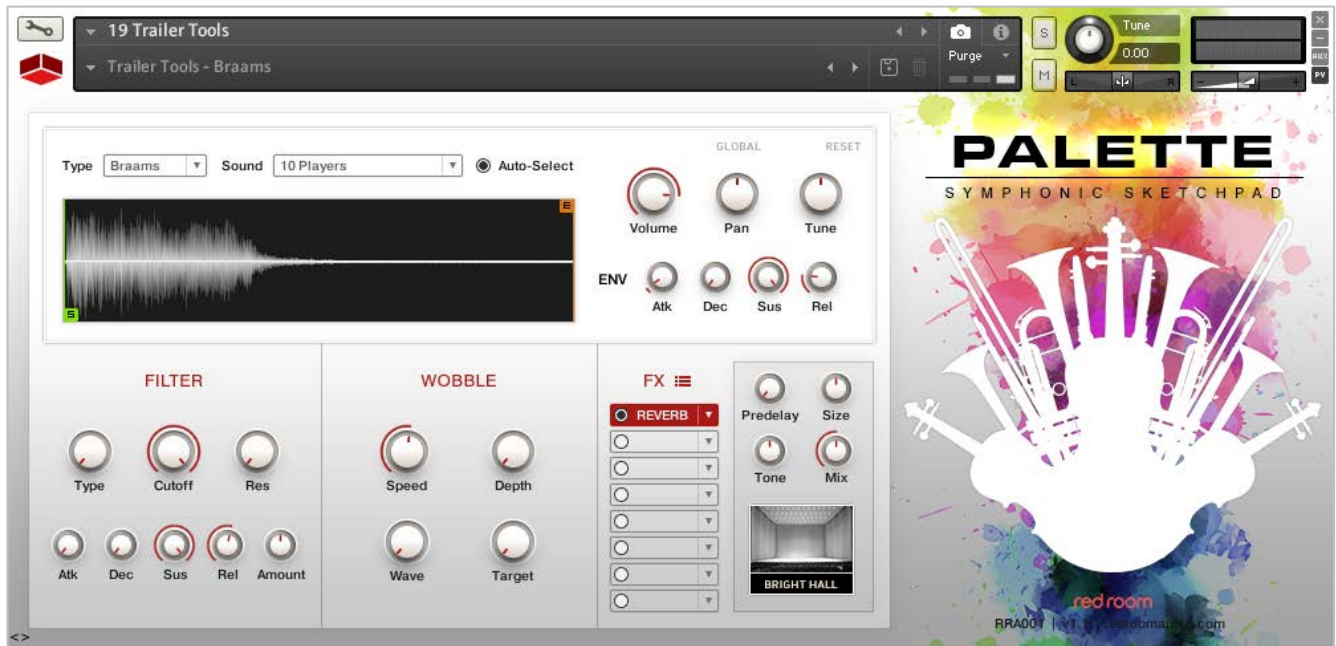 19 Trailer Tools
Trailer Tools - Braams
Purge
S
M
Tune
0.00
L R
- +
AUX
PV
Type Braams Sound 10 Players Auto-Select
GLOBAL RESET
E
S
Volume Pan Tune
ENV
Atk Dec Sus Rel
FILTER
Type Cutoff Res
Atk Dec Sus Rel Amount
WOBBLE
Speed Depth
Wave Target
FX
REVERB
Predelay Size
Tone Mix
BRIGHT HALL
PALETTE
SYMPHONIC SKETCHPAD
red room
RRA001 |
<>